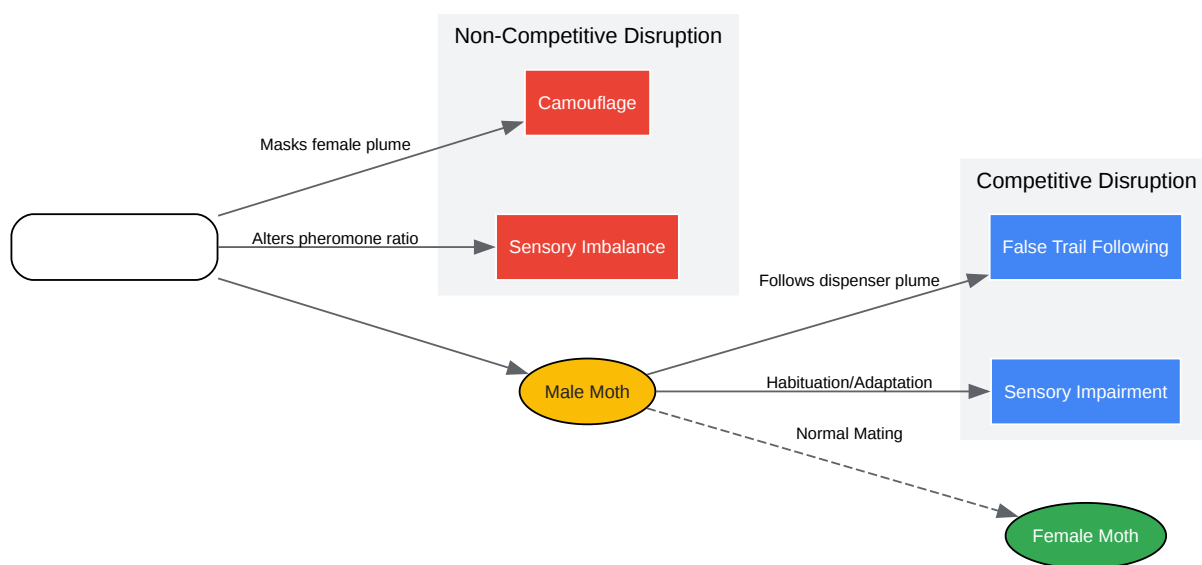 Non-Competitive Disruption
Camouflage
Masks female plume
Competitive Disruption
Alters pheromone ratio
Sensory Imbalance
False Trail Following
Follows dispenser plume
Male Moth
Habituation/Adaptation
Sensory Impairment
Normal Mating
Female Moth